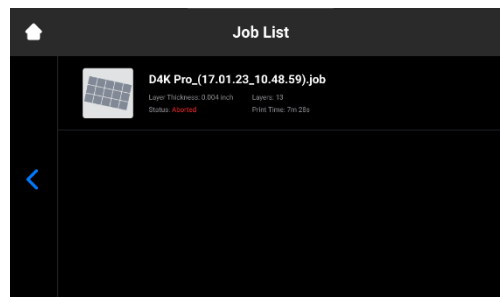 Job List
D4K Pro_(17.01.23_10.48.59).job
Layer Thickness: 0.004 inch Layers: 13
Status: Aborted Print Time: 7m 28s